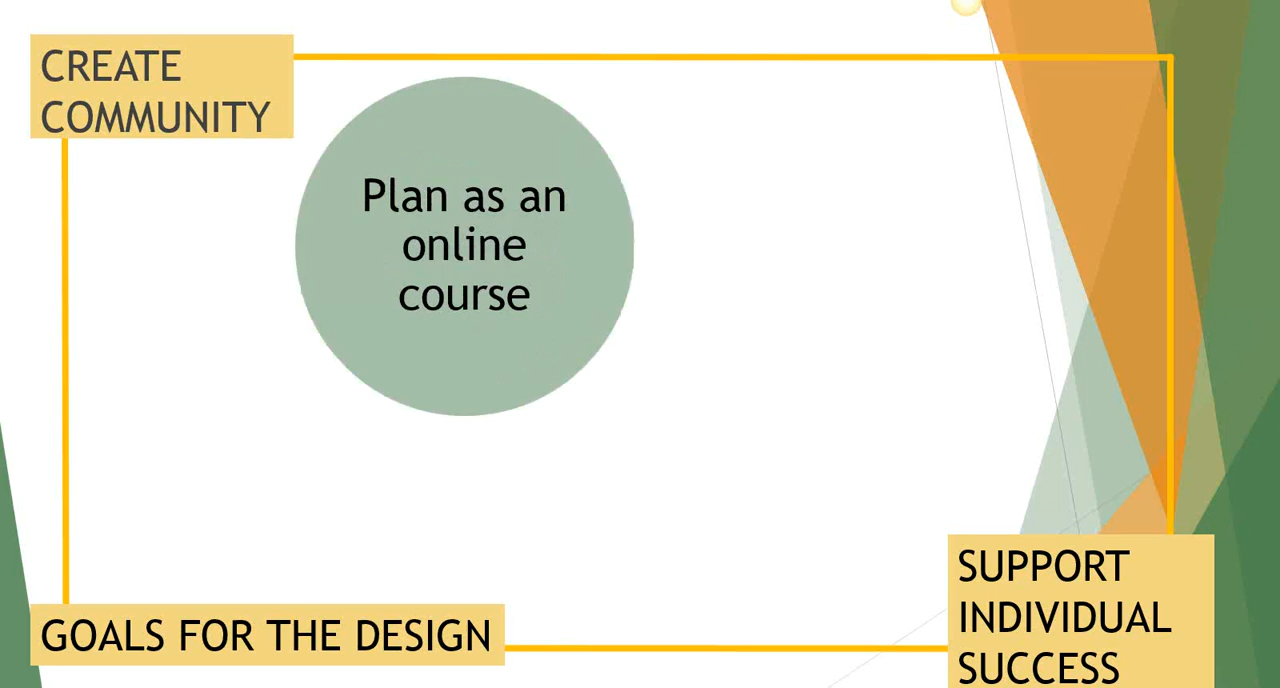 CREATE
COMMUNITY
Plan as an
online
course
GOALS FOR THE DESIGN
SUPPORT
INDIVIDUAL
SUCCESS